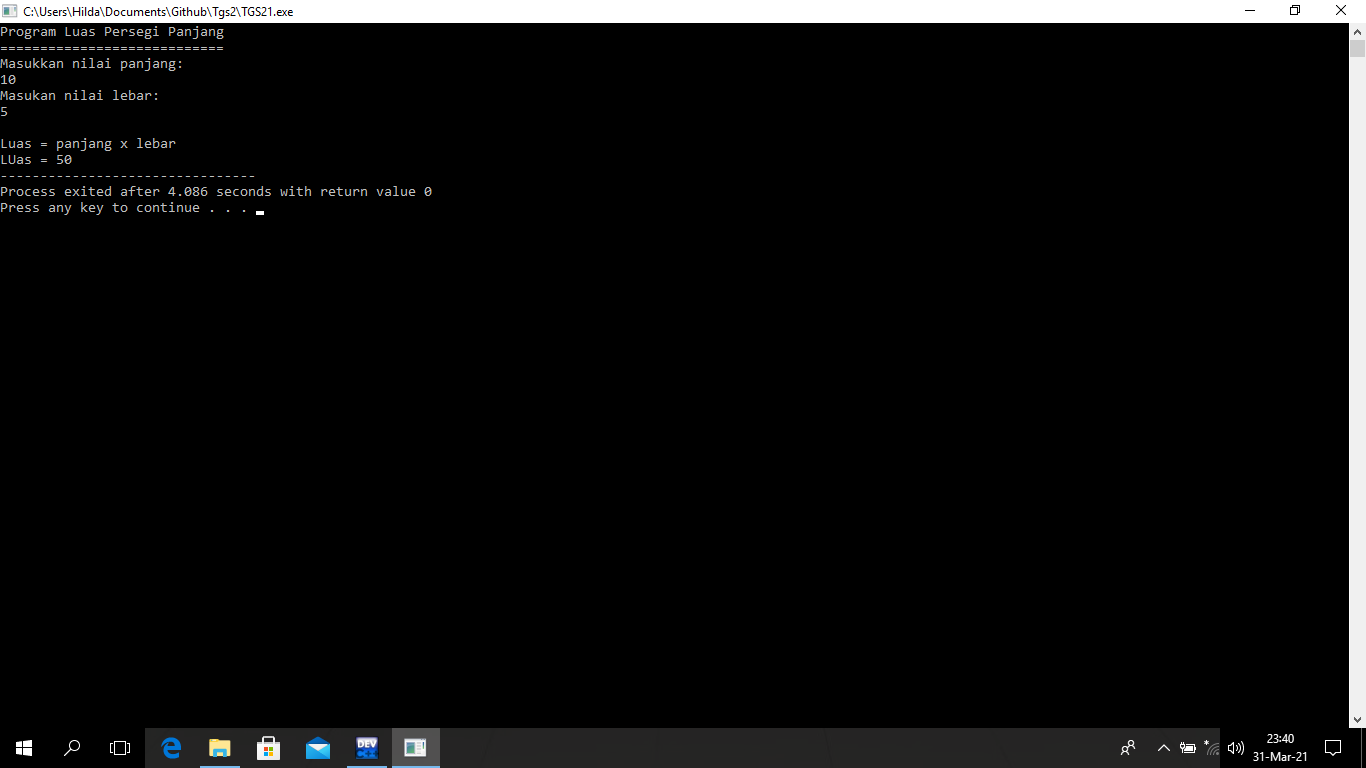 C:\Users\Hilda\Documents\Github\Tgs2\TGS21.exe
Program Luas Persegi Panjang
============================
Masukkan nilai panjang:
10
Masukan nilai lebar:
5
Luas = panjang x lebar
LUas = 50
--------------------------------
Process exited after 4.086 seconds with return value 0
Press any key to continue . . .
DEV
C++
23:40
31-Mar-21